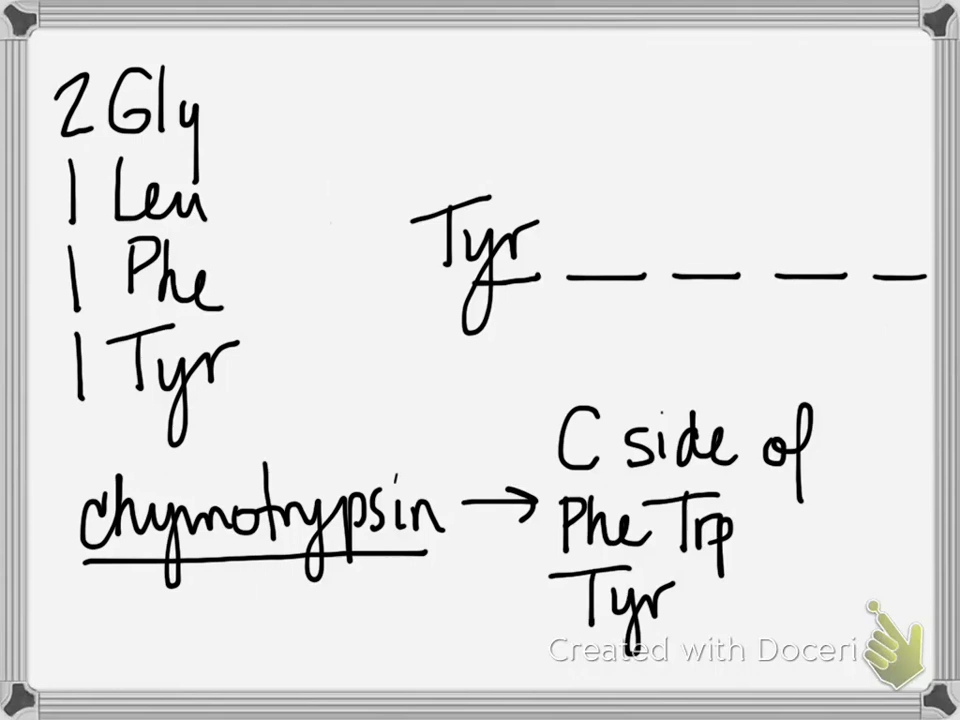 2 Gly
1 Leu
1 Phe
1 Tyr
Tyr
chymotrypsin → C side of
Phe Trp
Tyr
Created with Doceri